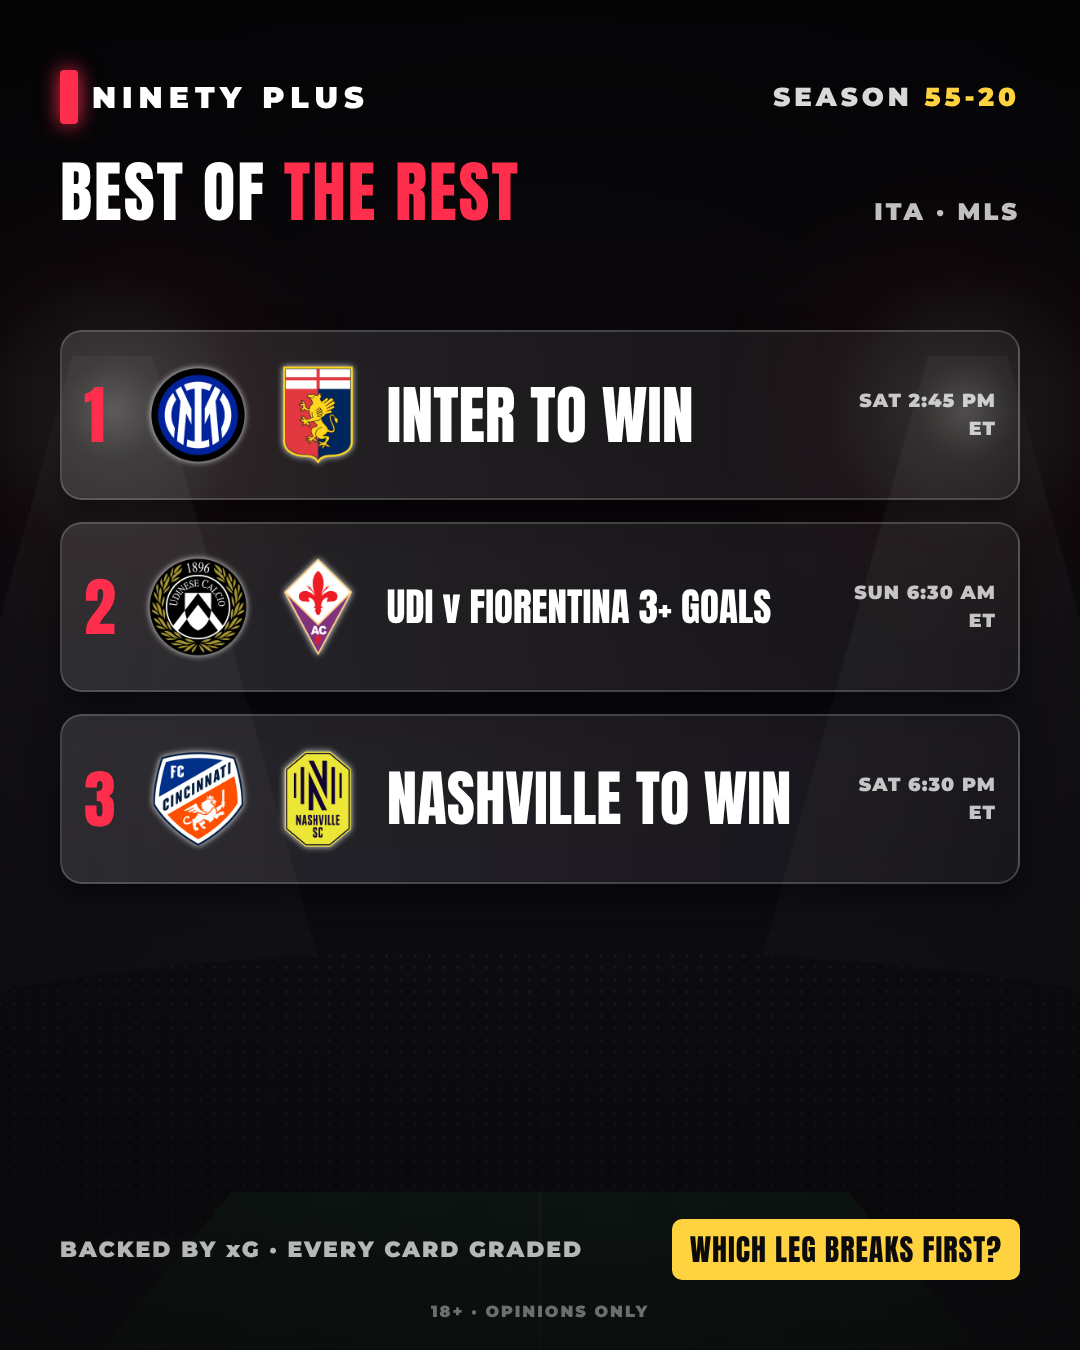 NINETY PLUS
SEASON 55-20
BEST OF THE REST
ITA · MLS
1
INTER TO WIN
SAT 2:45 PM
ET
2
1896
UDINESE CALCIO
AC
UDI v FIORENTINA 3+ GOALS
SUN 6:30 AM
ET
3
FC
CINCINNATI
N
NASHVILLE
SC
NASHVILLE TO WIN
SAT 6:30 PM
ET
BACKED BY xG · EVERY CARD GRADED
WHICH LEG BREAKS FIRST?
18+ · OPINIONS ONLY